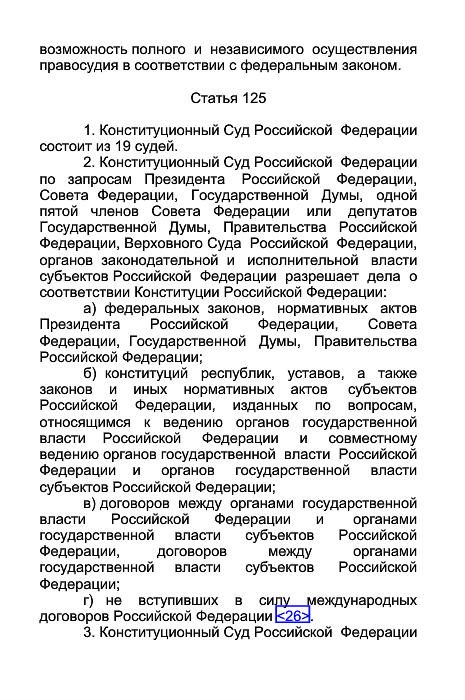 возможность полного и независимого осуществления
правосудия в соответствии с федеральным законом.
Статья 125
1. Конституционный Суд Российской Федерации
состоит из 19 судей.
2. Конституционный Суд Российской Федерации
по запросам Президента Российской Федерации,
Совета Федерации, Государственной Думы, одной
пятой членов Совета Федерации или депутатов
Государственной Думы, Правительства Российской
Федерации, Верховного Суда Российской Федерации,
органов законодательной и исполнительной власти
субъектов Российской Федерации разрешает дела о
соответствии Конституции Российской Федерации:
а) федеральных законов, нормативных актов
Президента Российской Федерации, Совета
Федерации, Государственной Думы, Правительства
Российской Федерации;
б) конституций республик, уставов, а также
законов и иных нормативных актов субъектов
Российской Федерации, изданных по вопросам,
относящимся к ведению органов государственной
власти Российской Федерации и совместному
ведению органов государственной власти Российской
Федерации и органов государственной власти
субъектов Российской Федерации;
в) договоров между органами государственной
власти Российской Федерации и органами
государственной власти субъектов Российской
Федерации, договоров между органами
государственной власти субъектов Российской
Федерации;
г) не вступивших в силу международных
договоров Российской Федерации <26>.
3. Конституционный Суд Российской Федерации